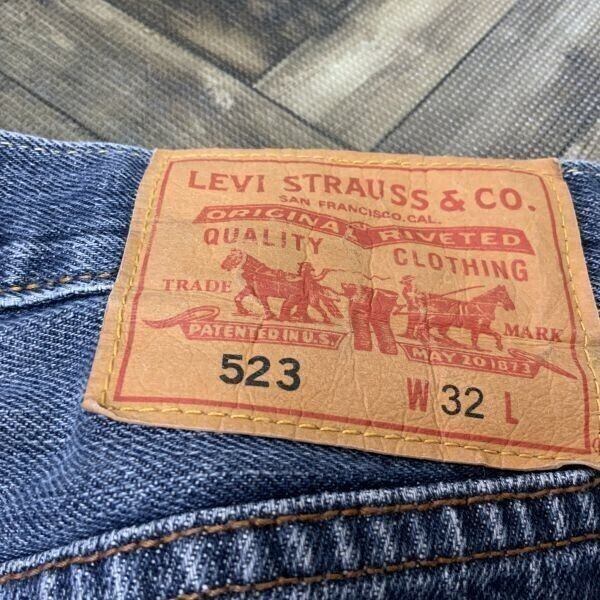 LEVI STRAUSS & CO.
SAN FRANCISCO, CAL.
ORIGINAL RIVETED
QUALITY CLOTHING
TRADE MARK
PATENTED IN U.S. MAY 20 1873
523 W 32 L